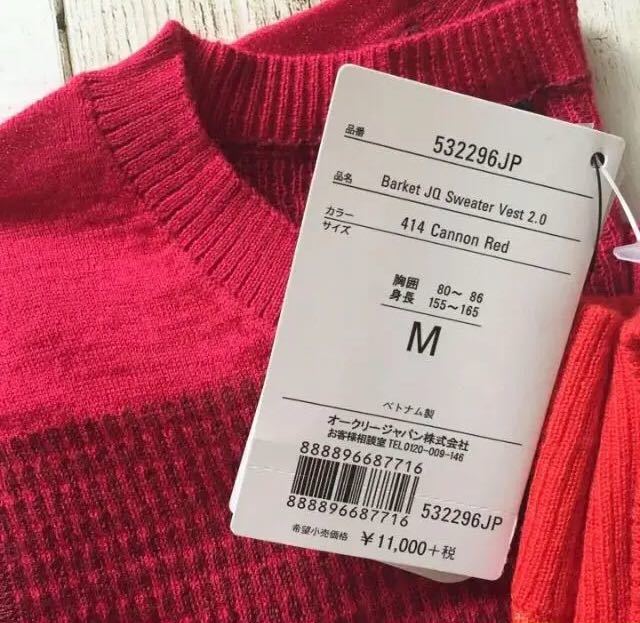 品番 532296JP
品名 Barket JQ Sweater Vest 2.0
カラー 414 Cannon Red
サイズ
胸囲 80～ 86
身長 155～165
M
ベトナム製
オークリージャパン株式会社
お客様相談室 TEL0120-009-146
888896687716
888896687716 532296JP
希望小売価格 ¥11,000+税